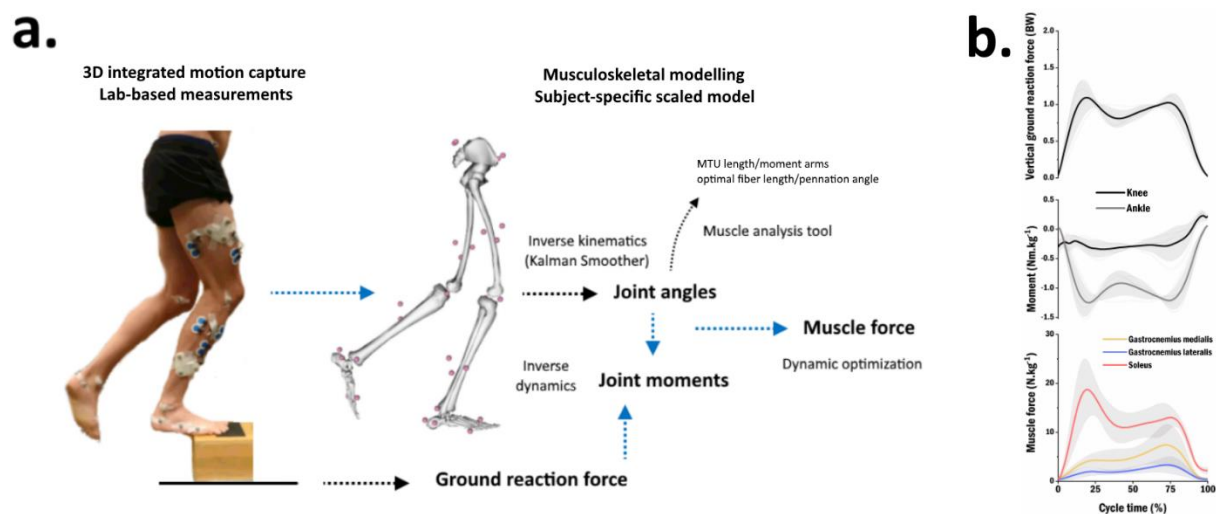 a.
3D integrated motion capture
Lab-based measurements
Musculoskeletal modelling
Subject-specific scaled model
MTU length/moment arms
optimal fiber length/pennation angle
Muscle analysis tool
Inverse kinematics
(Kalman Smoother)
Joint angles
Muscle force
Dynamic optimization
Inverse
dynamics
Joint moments
Ground reaction force
b.
Vertical ground reaction force (BW)
2.0
1.5
1.0
0.5
0.0
Knee
Ankle
Moment (Nm.kg⁻¹)
0.5
0.0
-0.5
-1.0
-1.5
Gastrocnemius medialis
Gastrocnemius lateralis
Soleus
Muscle force (N.kg⁻¹)
30
20
10
0
0 25 50 75 100
Cycle time (%)